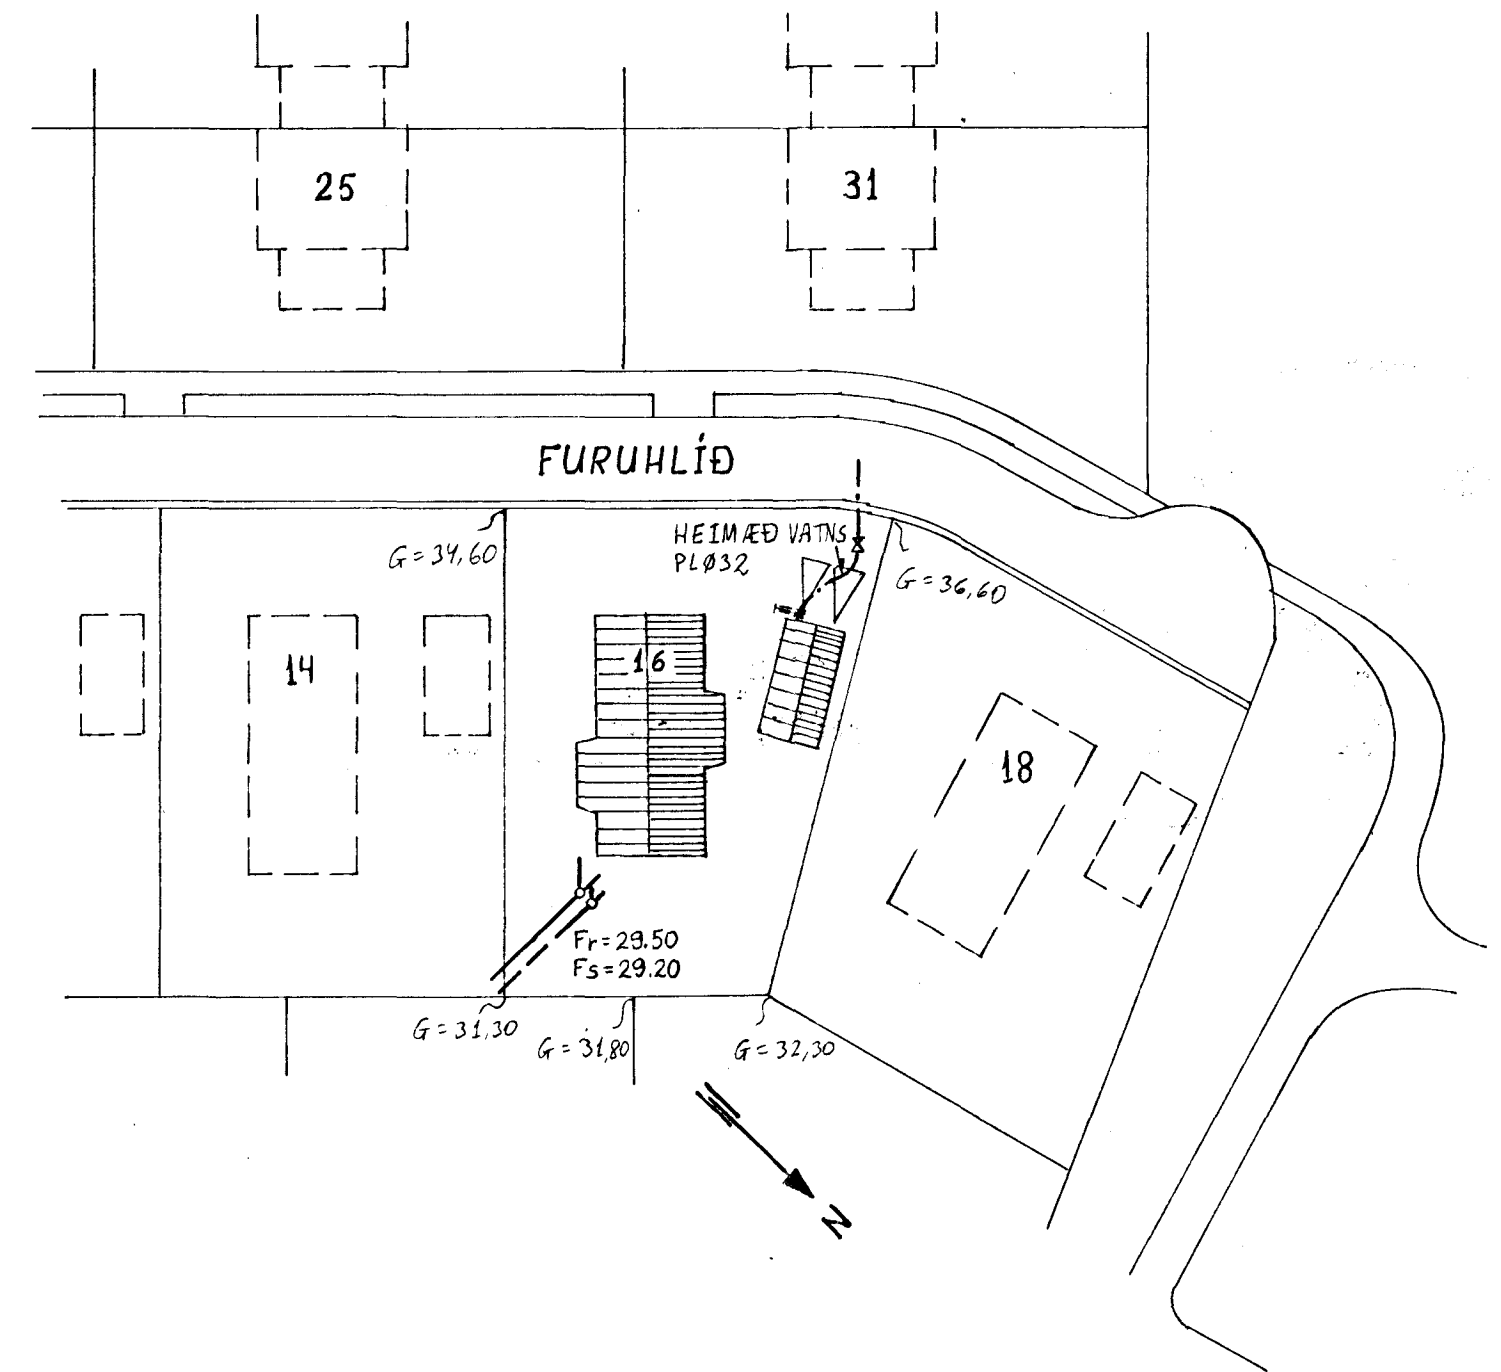 25
31
FURUHLÍÐ
HEIMÆÐ VATNS
PLØ32
G=34,60
G=36,60
14
16
18
Fr=29.50
Fs=29.20
G=31,30
G=31,80
G=32,30
N